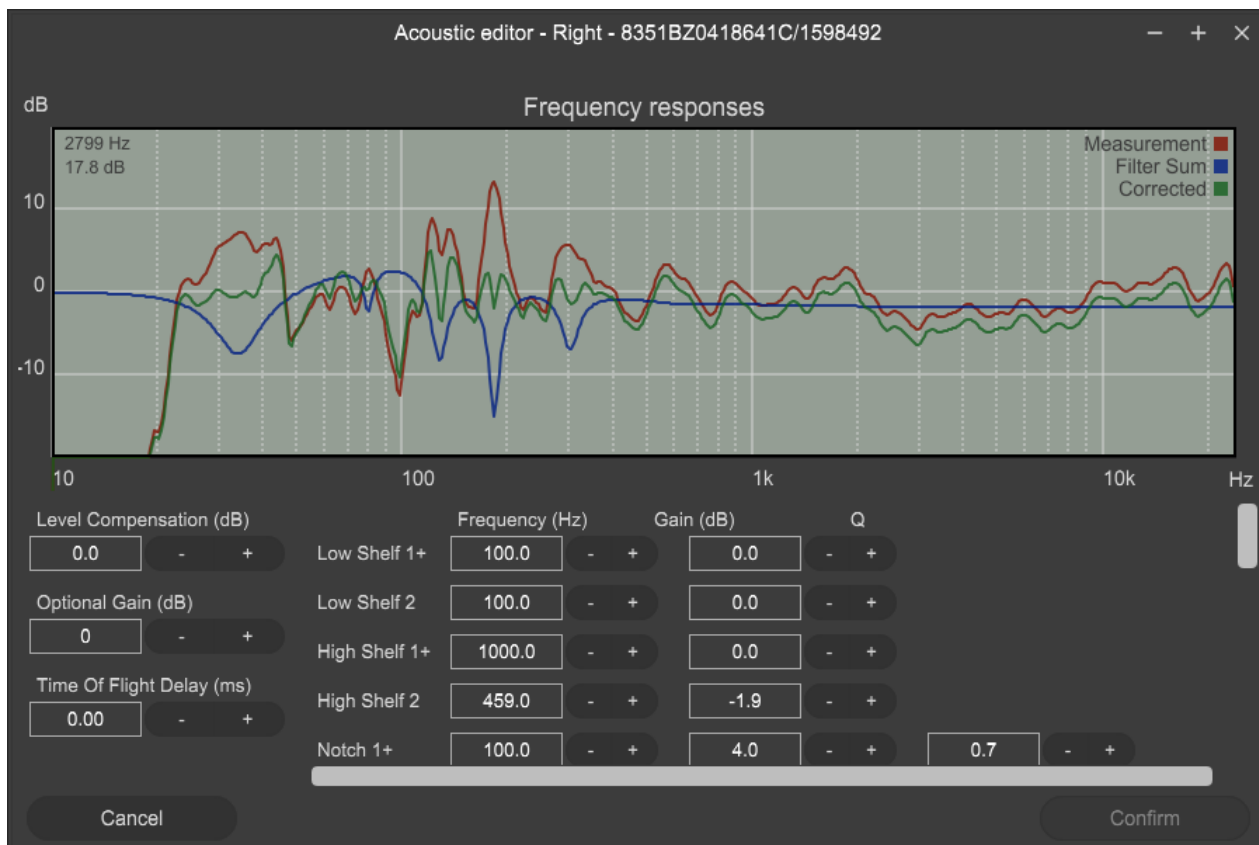 Acoustic editor - Right - 8351BZ0418641C/1598492
dB
Frequency responses
2799 Hz
17.8 dB
Measurement
Filter Sum
Corrected
10
0
-10
10 100 1k 10k Hz
Level Compensation (dB)
0.0 - +
Optional Gain (dB)
0 - +
Time Of Flight Delay (ms)
0.00 - +
Frequency (Hz) Gain (dB) Q
Low Shelf 1+ 100.0 - + 0.0 - +
Low Shelf 2 100.0 - + 0.0 - +
High Shelf 1+ 1000.0 - + 0.0 - +
High Shelf 2 459.0 - + -1.9 - +
Notch 1+ 100.0 - + 4.0 - + 0.7 - +
Cancel
Confirm